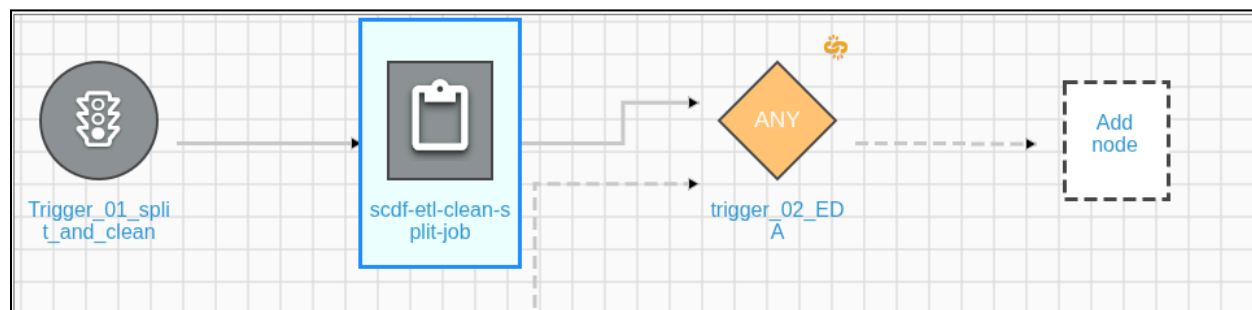 ANY
Add
node
Trigger_01_spli
t_and_clean
scdf-etl-clean-s
plit-job
trigger_02_ED
A